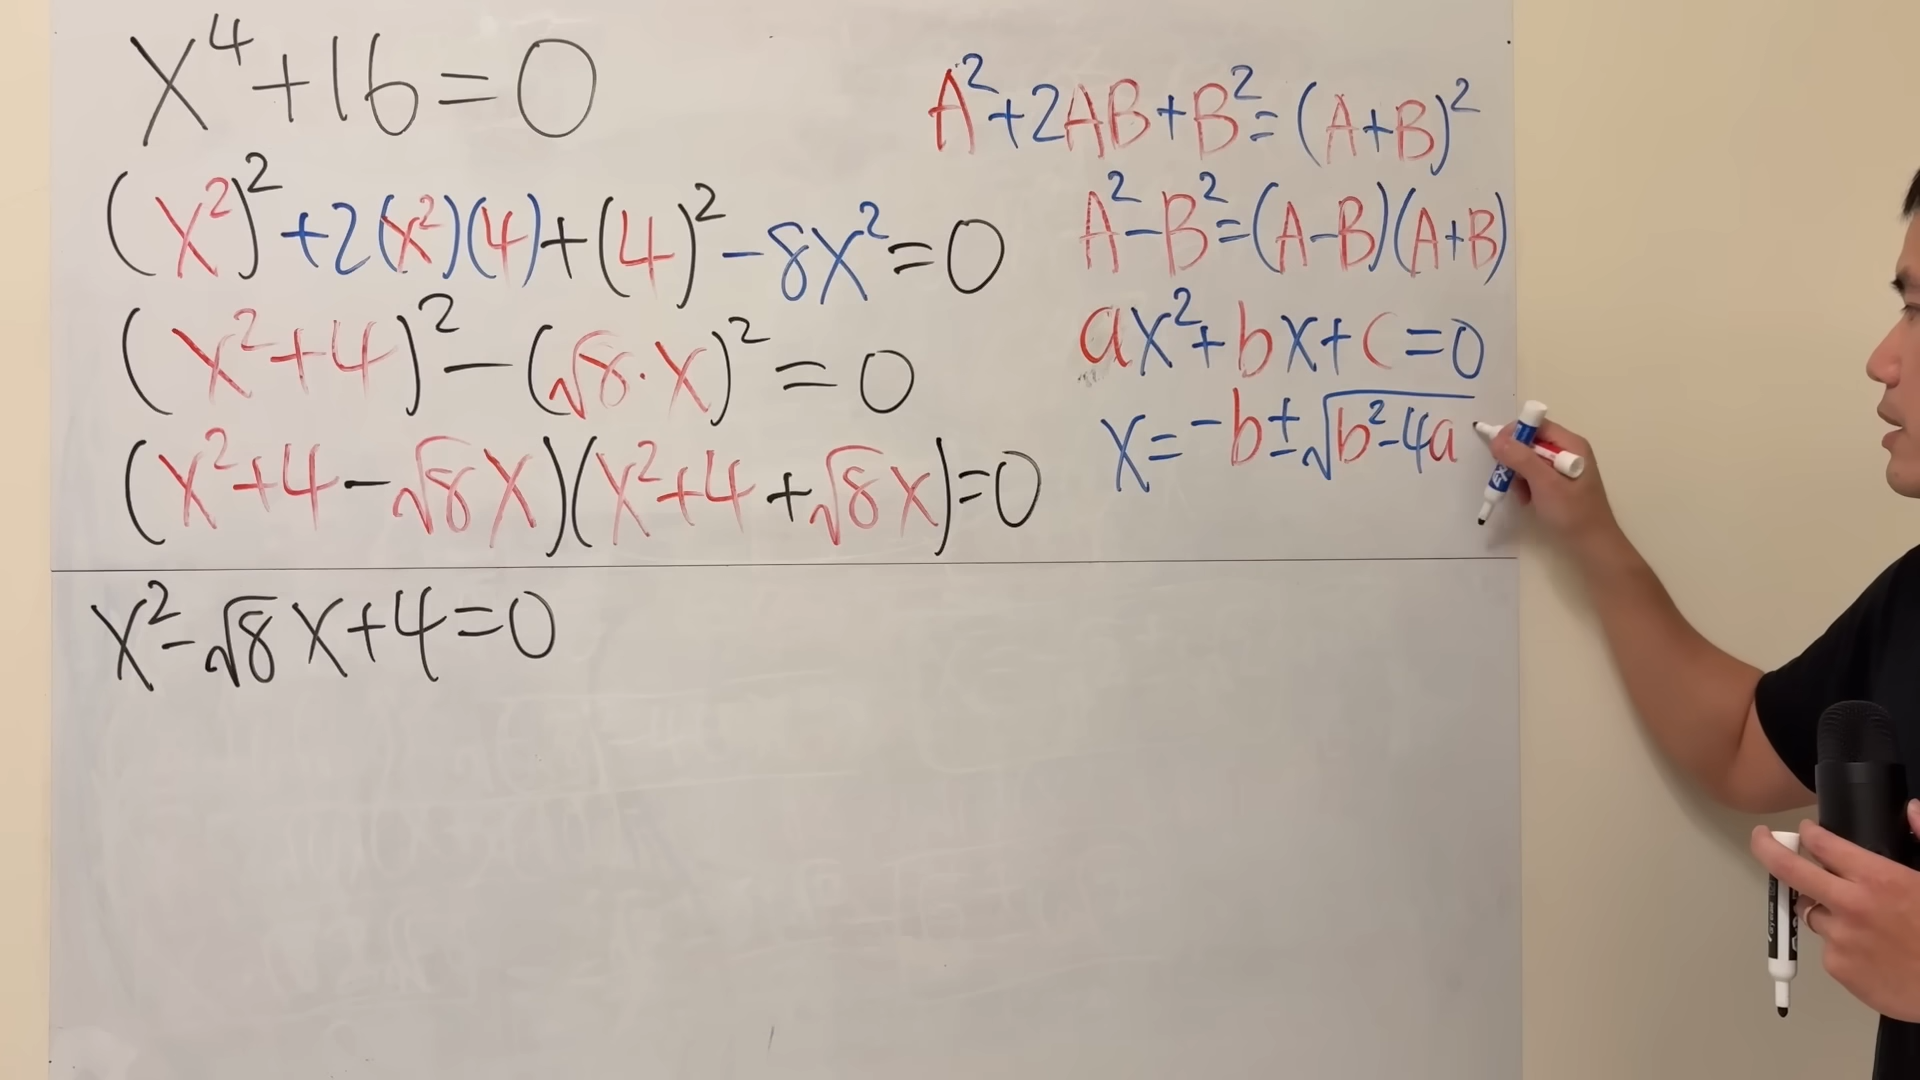 x⁴+16=0
(x²)²+2(x²)(4)+(4)²-8x²=0
(x²+4)²-(√8·x)²=0
(x²+4-√8x)(x²+4+√8x)=0
x²-√8x+4=0
A²+2AB+B²=(A+B)²
A²-B²=(A-B)(A+B)
ax²+bx+c=0
x=-b±√b²-4a